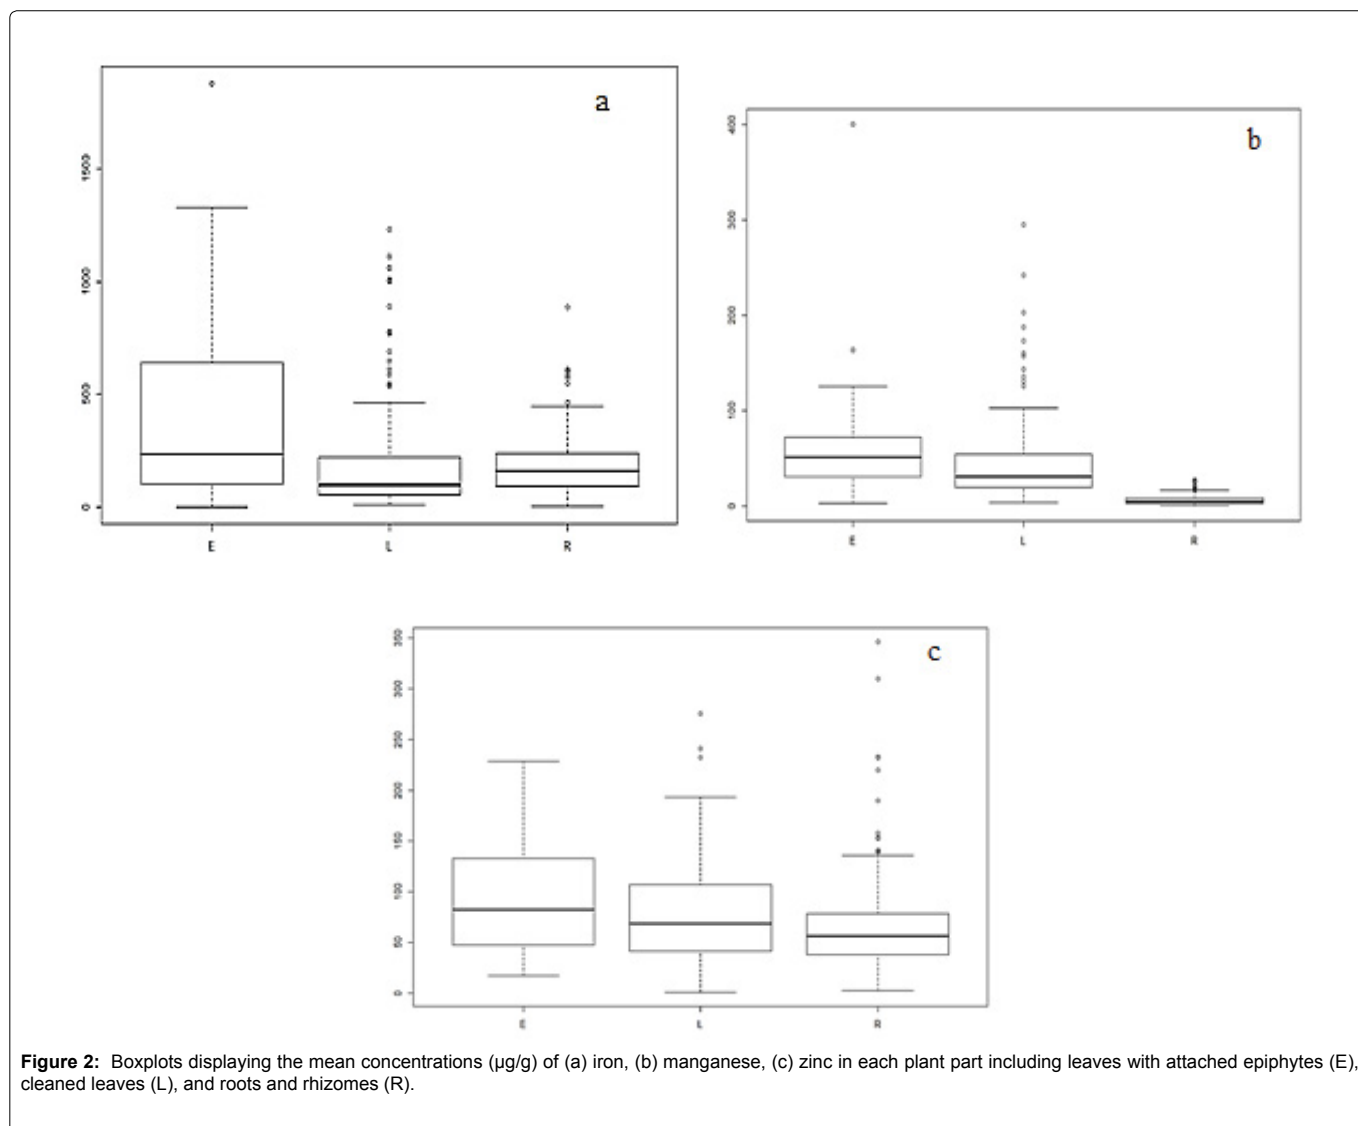 a
1500
1000
500
0
E
L
R
b
400
300
200
100
0
E
L
R
c
350
300
250
200
150
100
50
0
E
L
R
Figure 2: Boxplots displaying the mean concentrations (µg/g) of (a) iron, (b) manganese, (c) zinc in each plant part including leaves with attached epiphytes (E),
cleaned leaves (L), and roots and rhizomes (R).